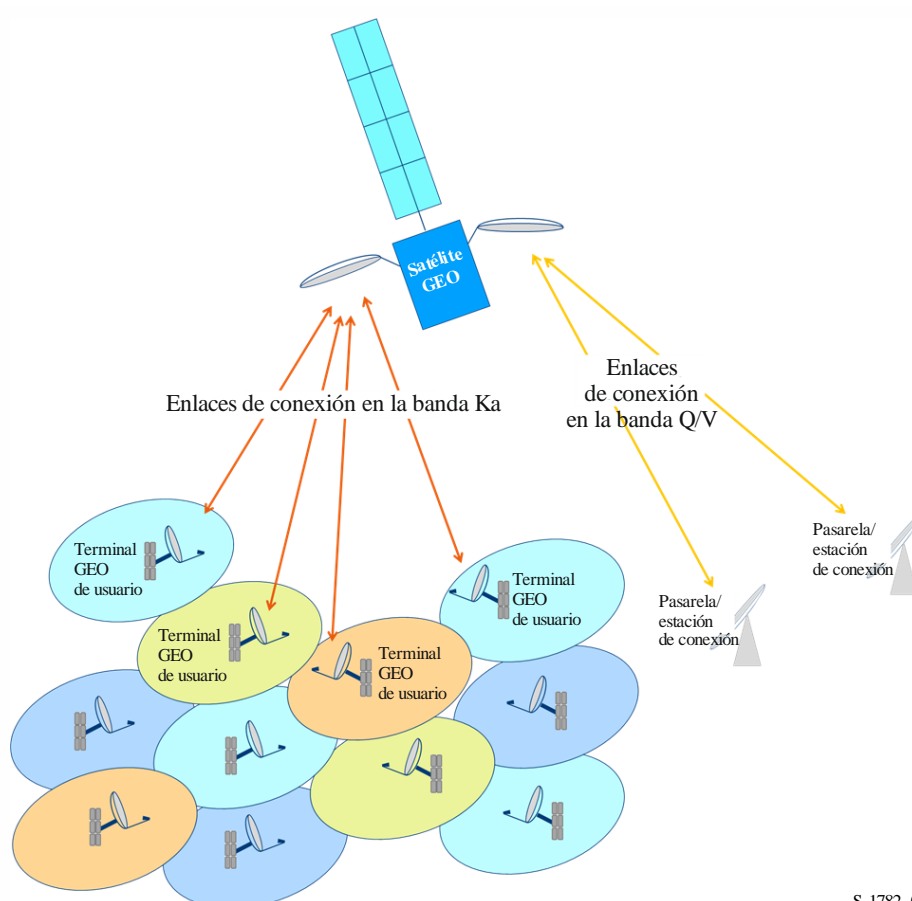 Satélite
GEO
Enlaces de conexión en la banda Ka
Enlaces
de conexión
en la banda Q/V
Terminal
GEO
de usuario
Terminal
GEO
de usuario
Terminal
GEO
de usuario
Terminal
GEO
de usuario
Pasarela/
estación
de conexión
Pasarela/
estación
de conexión
S. 1782